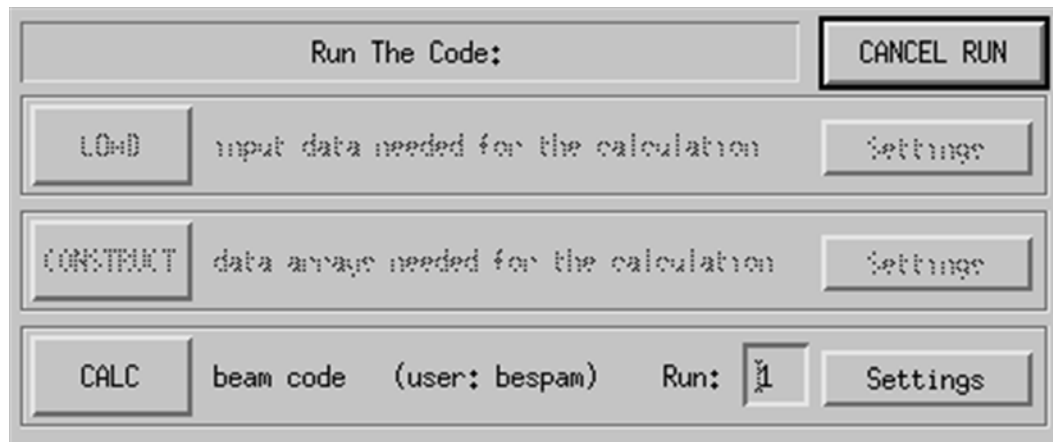 Run The Code:
CANCEL RUN
LOAD input data needed for the calculation Settings
CONSTRUCT data arrays needed for the calculation Settings
CALC beam code (user: bespam) Run: 1 Settings